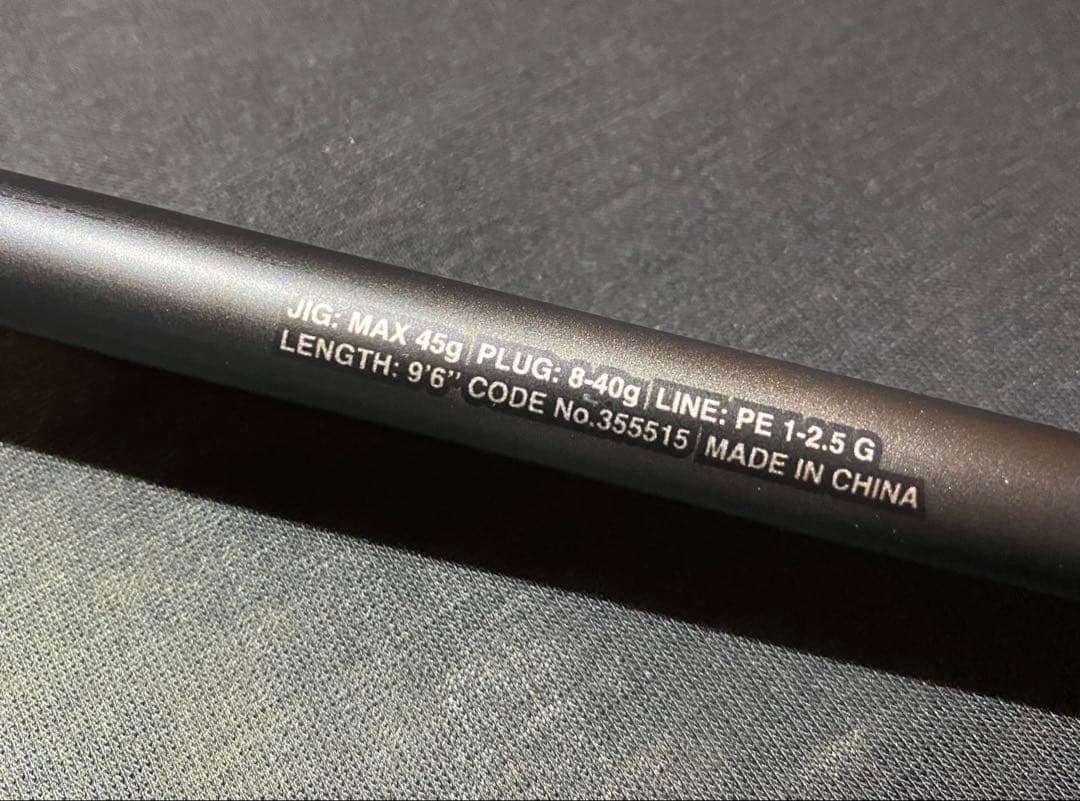 JIG: MAX 45g | PLUG: 8-40g | LINE: PE 1-2.5 G
LENGTH: 9'6'' CODE No.355515 | MADE IN CHINA